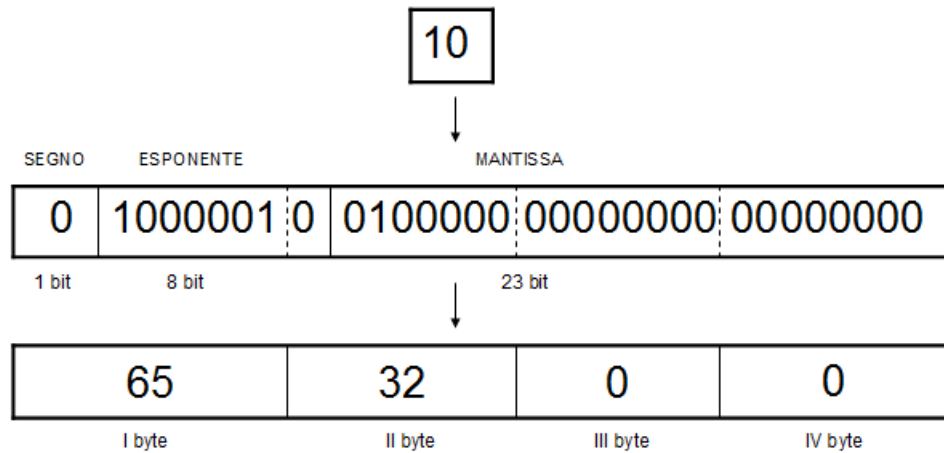 10
SEGNO ESPONENTE MANTISSA
0 1000001 0 0100000 00000000 00000000
1 bit 8 bit 23 bit
65 32 0 0
I byte II byte III byte IV byte